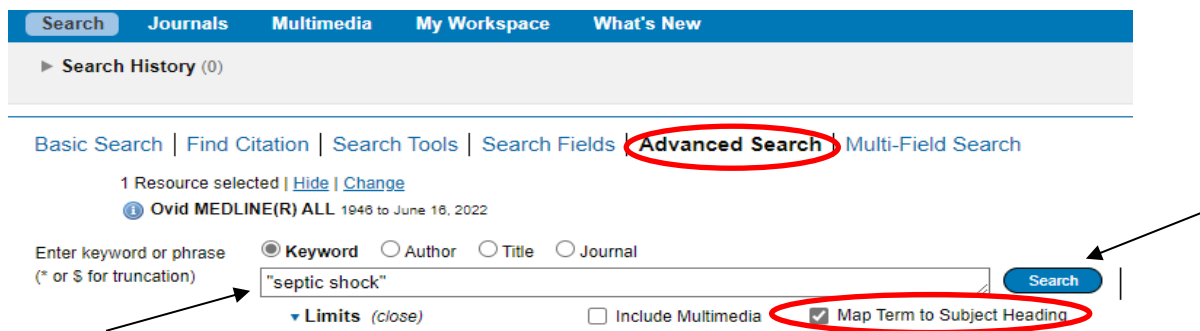 Search Journals Multimedia My Workspace What's New
▶ Search History (0)
Basic Search | Find Citation | Search Tools | Search Fields | Advanced Search | Multi-Field Search
1 Resource selected | Hide | Change
Ovid MEDLINE(R) ALL 1946 to June 16, 2022
Enter keyword or phrase
(* or $ for truncation)
Keyword Author Title Journal
"septic shock"
Search
▾ Limits (close) Include Multimedia Map Term to Subject Heading